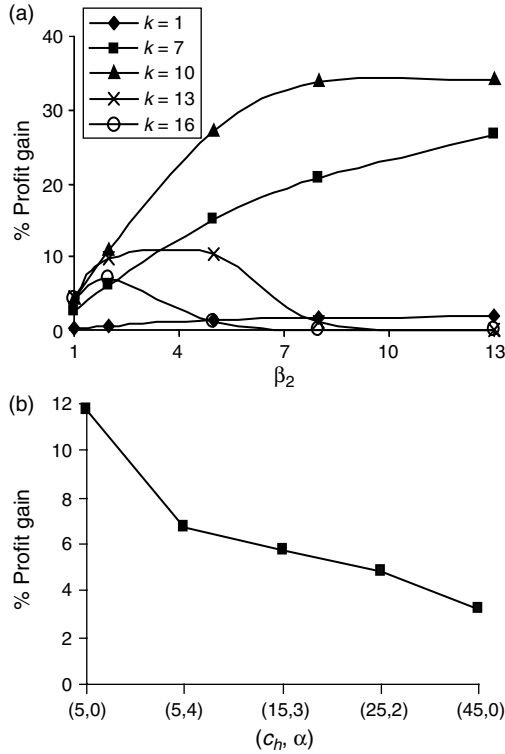 (a)
k = 1
k = 7
k = 10
k = 13
k = 16
40
30
20
10
0
% Profit gain
1 4 7 10 13
β2
(b)
12
10
8
6
4
2
0
% Profit gain
(5,0) (5,4) (15,3) (25,2) (45,0)
(ch, α)